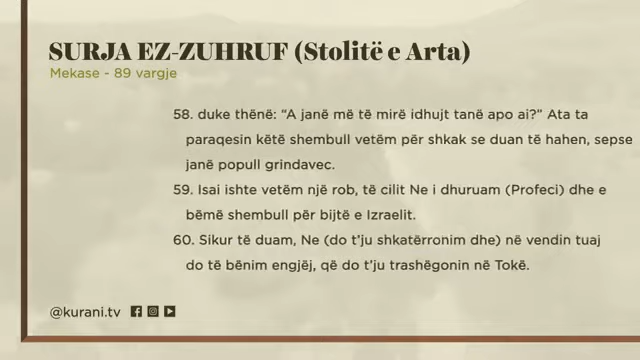 SURJA EZ-ZUHRUF (Stolitë e Arta)
Mekase - 89 vargje
58. duke thënë: “A janë më të mirë idhujt tanë apo ai?” Ata ta
paraqesin këtë shembull vetëm për shkak se duan të hahen, sepse
janë popull grindavec.
59. Isai ishte vetëm një rob, të cilit Ne i dhuruam (Profeci) dhe e
bëmë shembull për bijtë e Izraelit.
60. Sikur të duam, Ne (do t’ju shkatërronim dhe) në vendin tuaj
do të bënim engjëj, që do t’ju trashëgonin në Tokë.
@kurani.tv